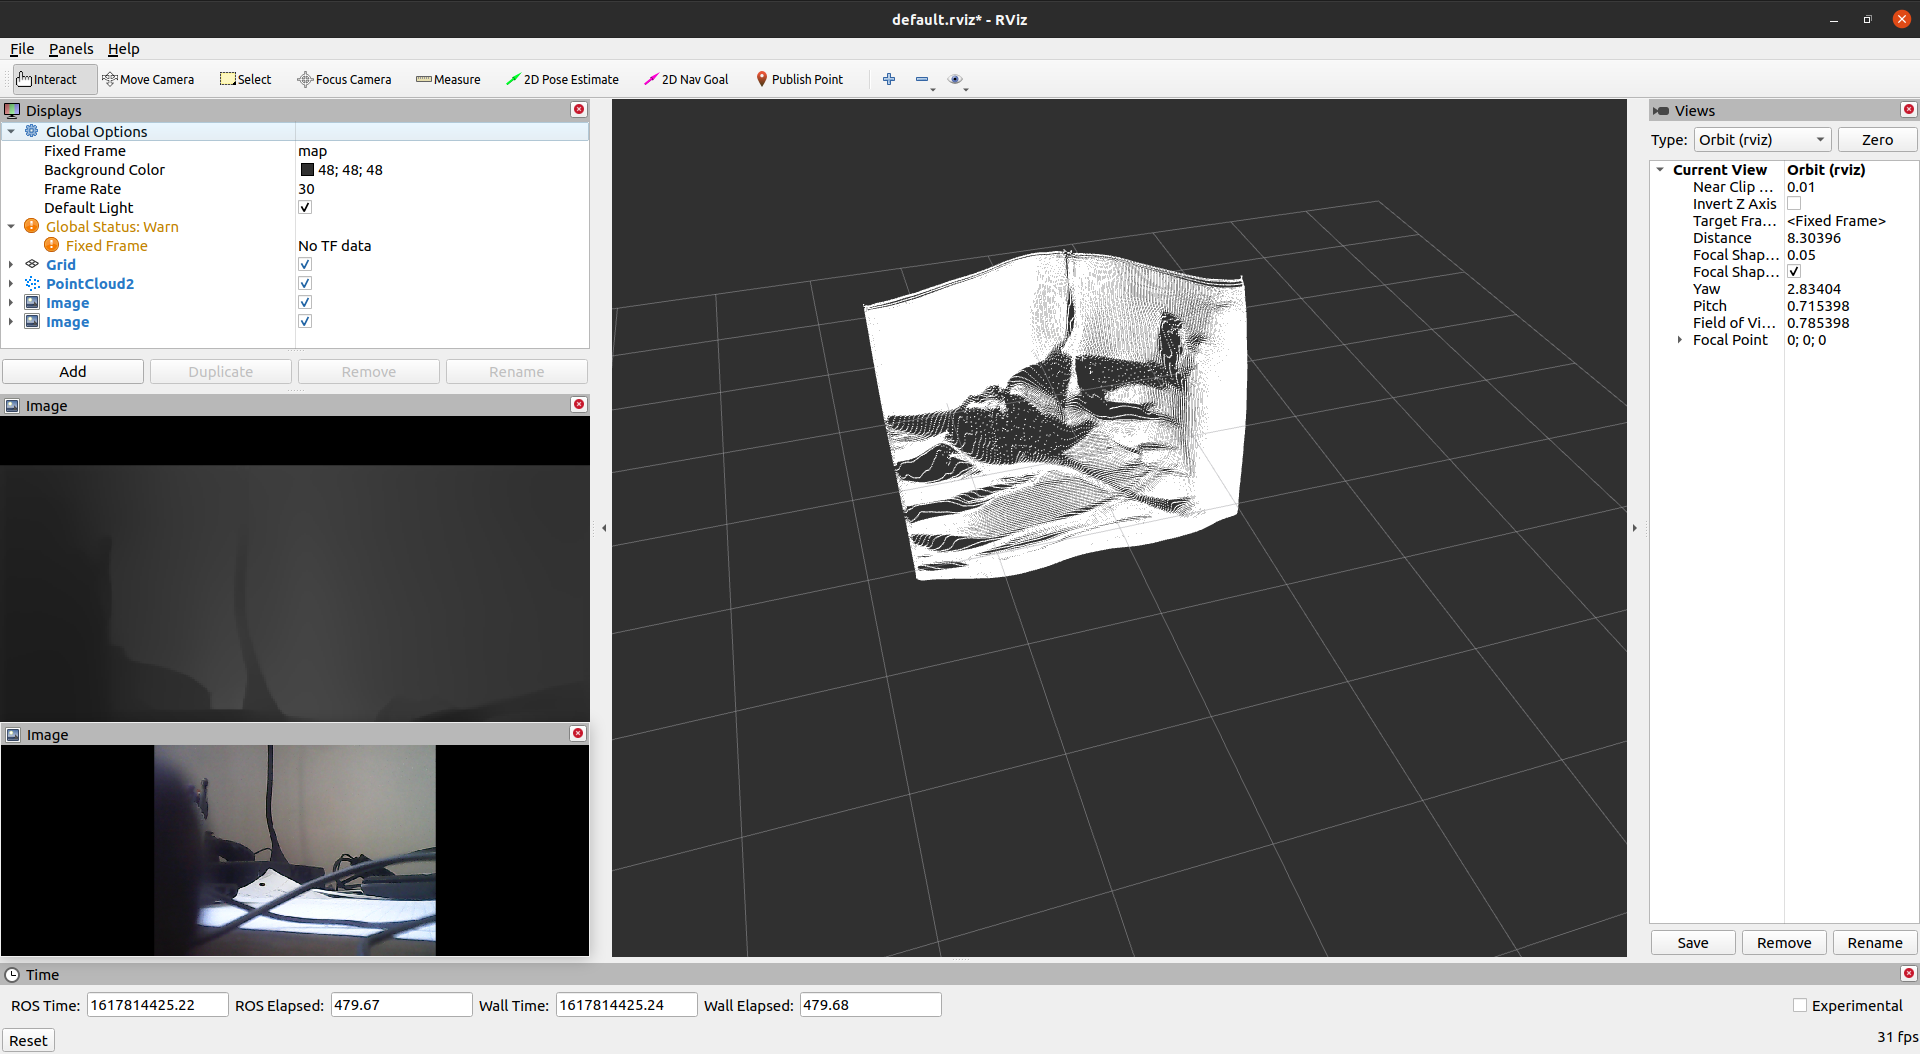 default.rviz* - RViz
File Panels Help
Interact Move Camera Select Focus Camera Measure 2D Pose Estimate 2D Nav Goal Publish Point
Displays
Global Options
Fixed Frame map
Background Color 48; 48; 48
Frame Rate 30
Default Light
Global Status: Warn
Fixed Frame No TF data
Grid
PointCloud2
Image
Image
Add Duplicate Remove Rename
Image
Image
Views
Type: Orbit (rviz) Zero
Current View Orbit (rviz)
Near Clip ... 0.01
Invert Z Axis
Target Fra... <Fixed Frame>
Distance 8.30396
Focal Shap... 0.05
Focal Shap...
Yaw 2.83404
Pitch 0.715398
Field of Vi... 0.785398
Focal Point 0; 0; 0
Save Remove Rename
Time
ROS Time: 1617814425.22 ROS Elapsed: 479.67 Wall Time: 1617814425.24 Wall Elapsed: 479.68 Experimental
Reset 31 fps